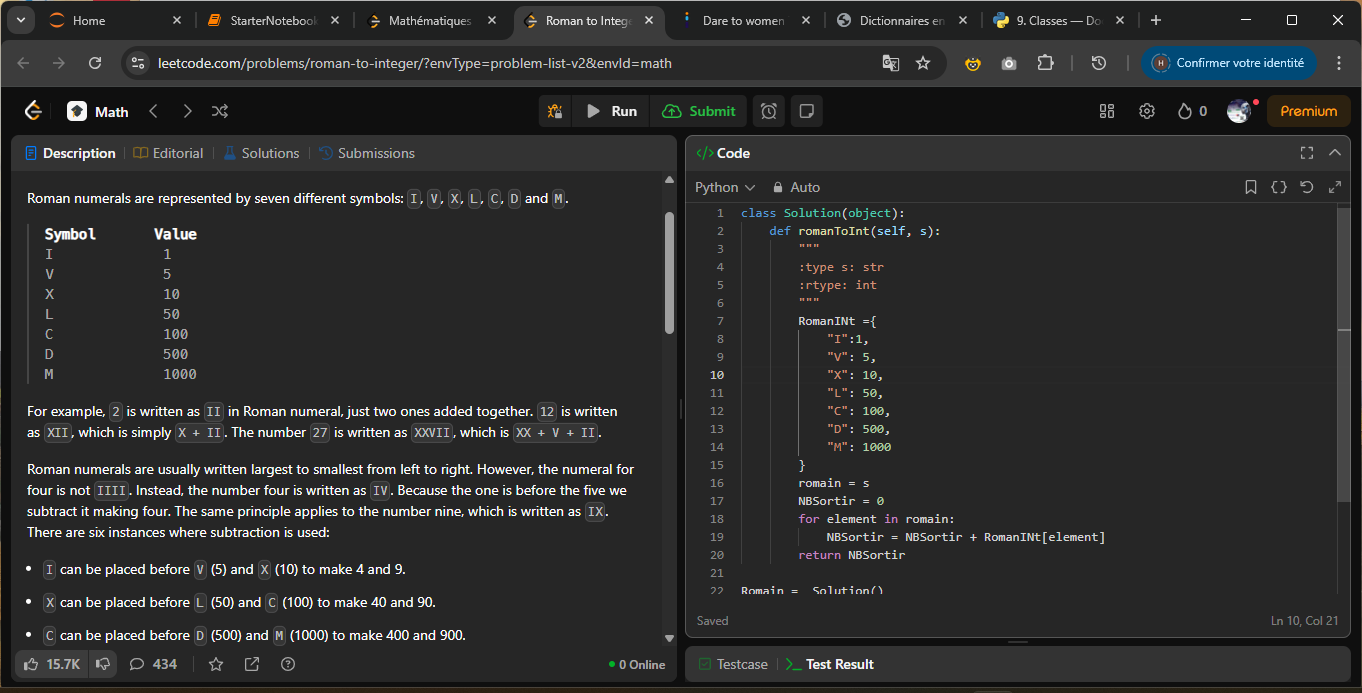 Home
StarterNotebook
Mathématiques
Roman to Intege
Dare to women
Dictionnaires en
9. Classes — Do
leetcode.com/problems/roman-to-integer/?envType=problem-list-v2&envId=math
H Confirmer votre identité
Math
Run
Submit
0
Premium
Description
Editorial
Solutions
Submissions
Roman numerals are represented by seven different symbols: I, V, X, L, C, D and M.
Symbol Value
I 1
V 5
X 10
L 50
C 100
D 500
M 1000
For example, 2 is written as II in Roman numeral, just two ones added together. 12 is written
as XII, which is simply X + II. The number 27 is written as XXVII, which is XX + V + II.
Roman numerals are usually written largest to smallest from left to right. However, the numeral for
four is not IIII. Instead, the number four is written as IV. Because the one is before the five we
subtract it making four. The same principle applies to the number nine, which is written as IX.
There are six instances where subtraction is used:
• I can be placed before V (5) and X (10) to make 4 and 9.
• X can be placed before L (50) and C (100) to make 40 and 90.
• C can be placed before D (500) and M (1000) to make 400 and 900.
15.7K
434
0 Online
</> Code
Python
Auto
1 class Solution(object):
2 def romanToInt(self, s):
3 """
4 :type s: str
5 :rtype: int
6 """
7 RomanINt ={
8 "I":1,
9 "V": 5,
10 "X": 10,
11 "L": 50,
12 "C": 100,
13 "D": 500,
14 "M": 1000
15 }
16 romain = s
17 NBSortir = 0
18 for element in romain:
19 NBSortir = NBSortir + RomanINt[element]
20 return NBSortir
21
22 Romain = Solution()
Saved
Ln 10, Col 21
Testcase
Test Result